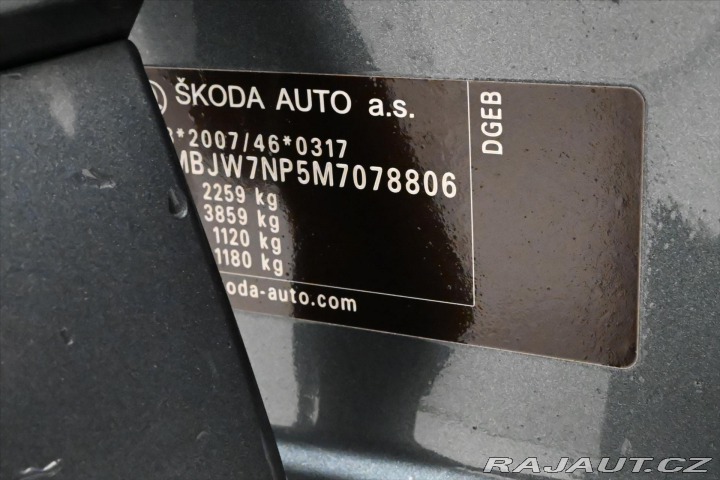 ŠKODA AUTO a.s.
*2007/46*0317
MBJW7NP5M7078806
2259 kg
3859 kg
1120 kg
1180 kg
oda-auto.com
DGEB
RAJAUT.CZ